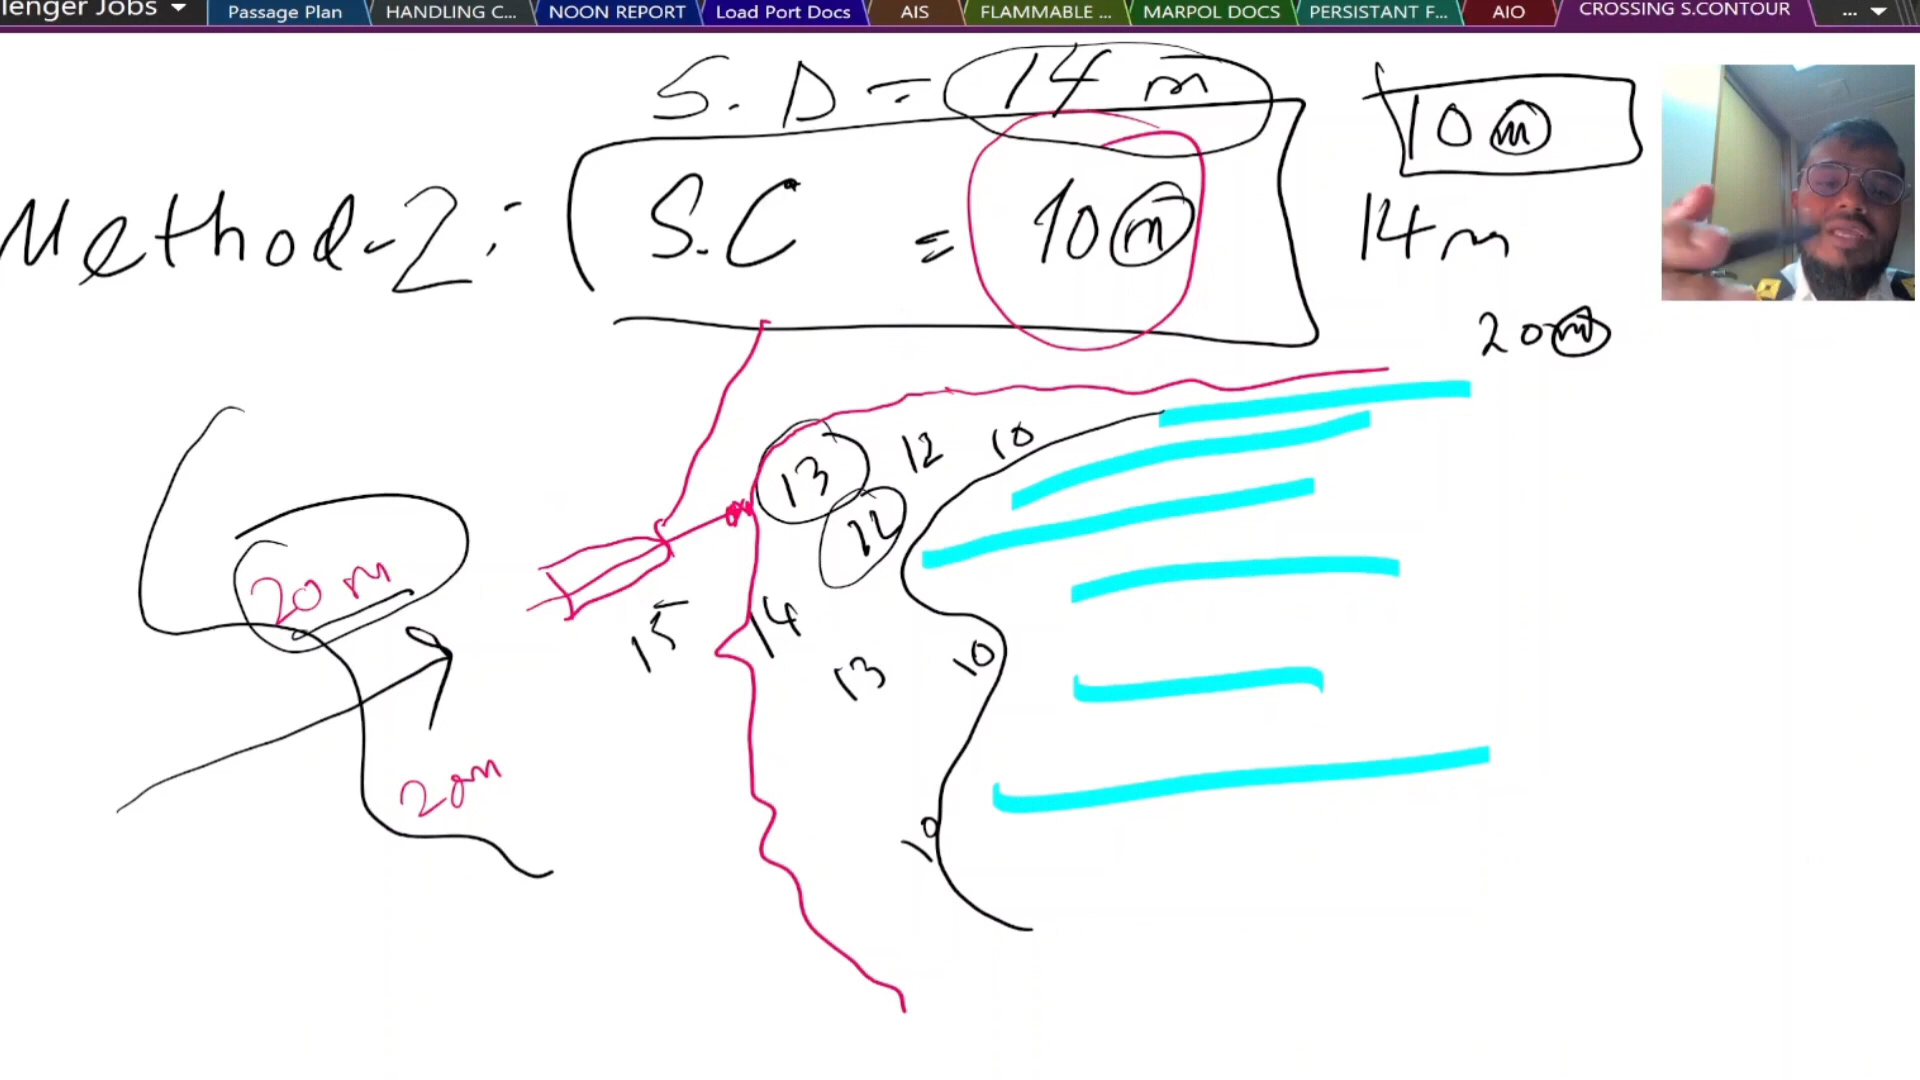 lenger Jobs
Passage Plan
HANDLING C...
NOON REPORT
Load Port Docs
AIS
FLAMMABLE ...
MARPOL DOCS
PERSISTANT F...
AIO
CROSSING S.CONTOUR
...
S.D = 14 m
10 m
Method-2: S.C = 10 m
14 m
20 m
13 12 10
12
20 m
15 14
13 10
20m
10